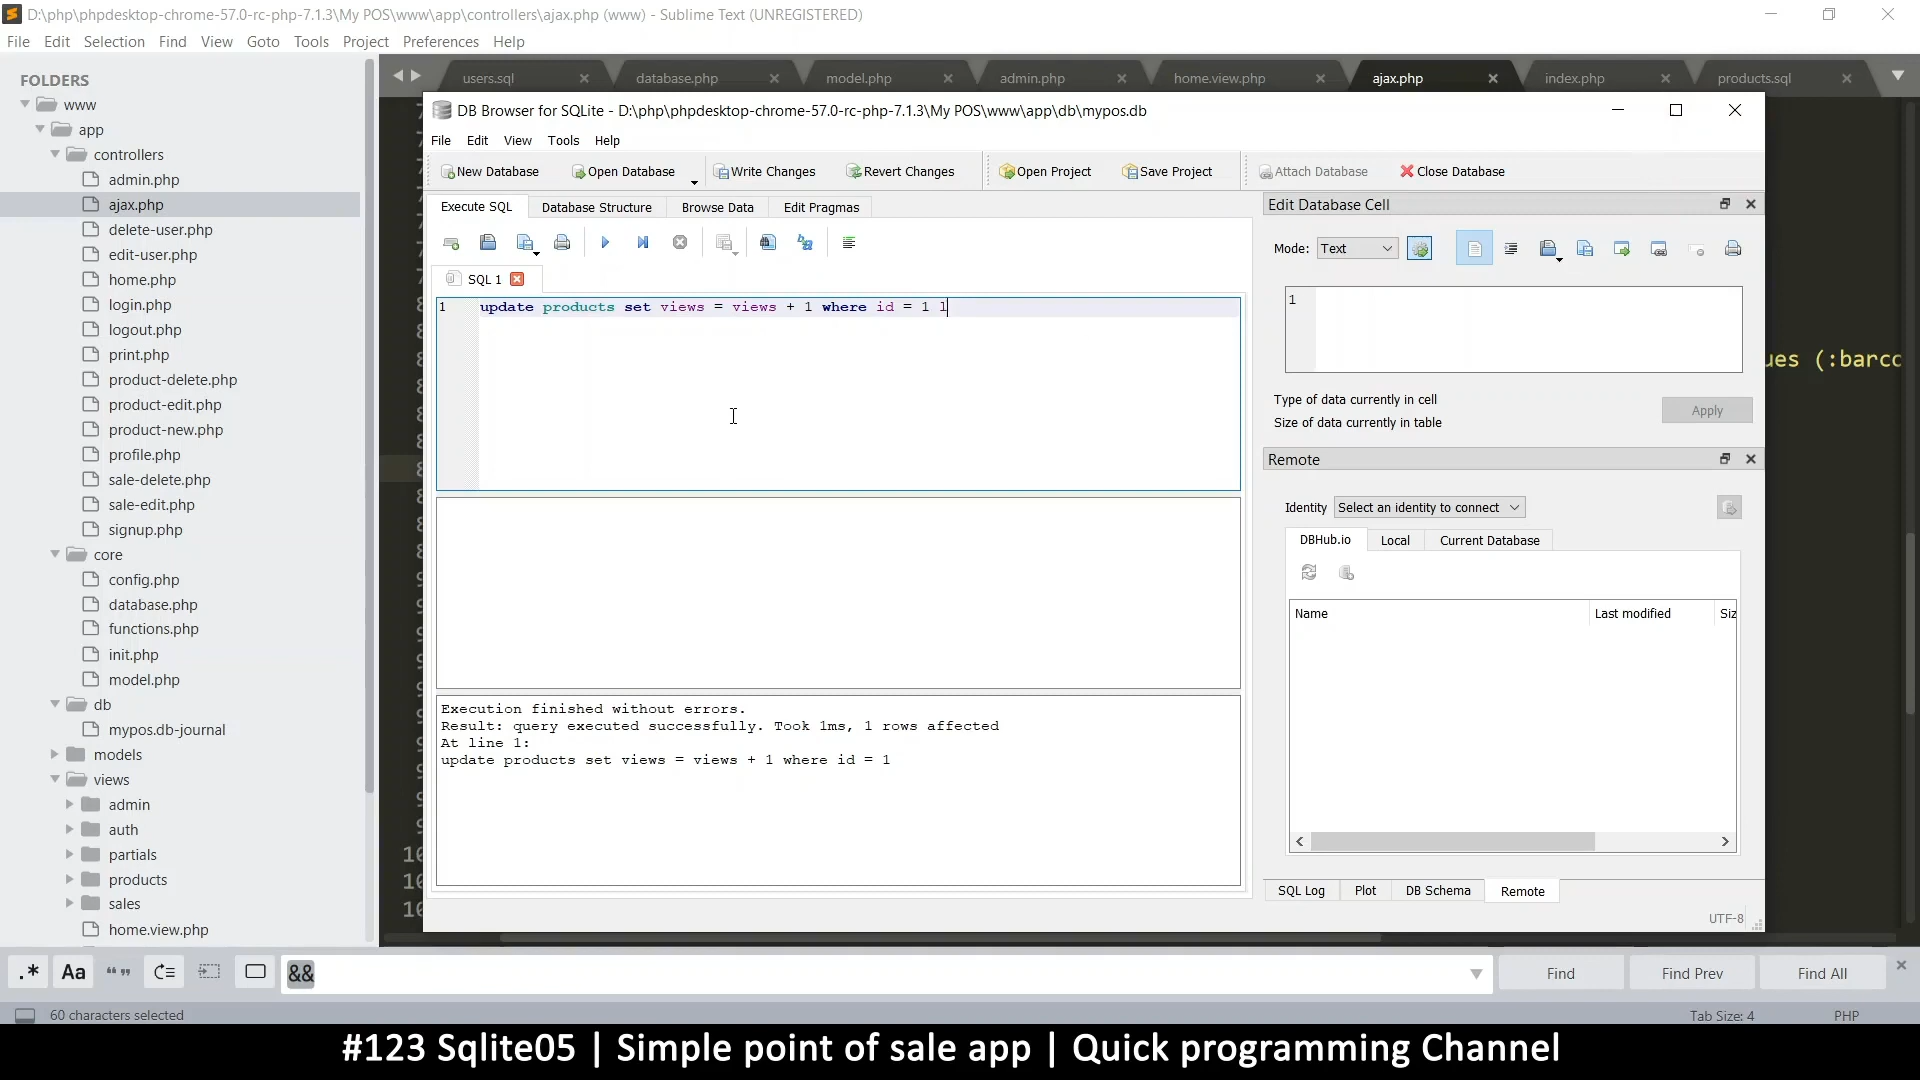 D:\php\phpdesktop-chrome-57.0-rc-php-7.1.3\My POS\www\app\controllers\ajax.php (www) - Sublime Text (UNREGISTERED)
File Edit Selection Find View Goto Tools Project Preferences Help
FOLDERS
www
app
controllers
admin.php
ajax.php
delete-user.php
edit-user.php
home.php
login.php
logout.php
print.php
product-delete.php
product-edit.php
product-new.php
profile.php
sale-delete.php
sale-edit.php
signup.php
core
config.php
database.php
functions.php
init.php
model.php
db
mypos.db-journal
models
views
admin
auth
partials
products
sales
home.view.php
users.sql database.php model.php admin.php home.view.php ajax.php index.php products.sql
DB Browser for SQLite - D:\php\phpdesktop-chrome-57.0-rc-php-7.1.3\My POS\www\app\db\mypos.db
File Edit View Tools Help
New Database Open Database Write Changes Revert Changes Open Project Save Project Attach Database Close Database
Execute SQL Database Structure Browse Data Edit Pragmas
SQL 1
1 update products set views = views + 1 where id = 1 l
Execution finished without errors.
Result: query executed successfully. Took 1ms, 1 rows affected
At line 1:
update products set views = views + 1 where id = 1
Edit Database Cell
Mode: Text
1
Type of data currently in cell
Size of data currently in table
Apply
Remote
Identity Select an identity to connect
DBHub.io Local Current Database
Name Last modified Siz
SQL Log Plot DB Schema Remote
UTF-8
ues (:barco
.* Aa && Find Find Prev Find All
60 characters selected Tab Size: 4 PHP
#123 Sqlite05 | Simple point of sale app | Quick programming Channel